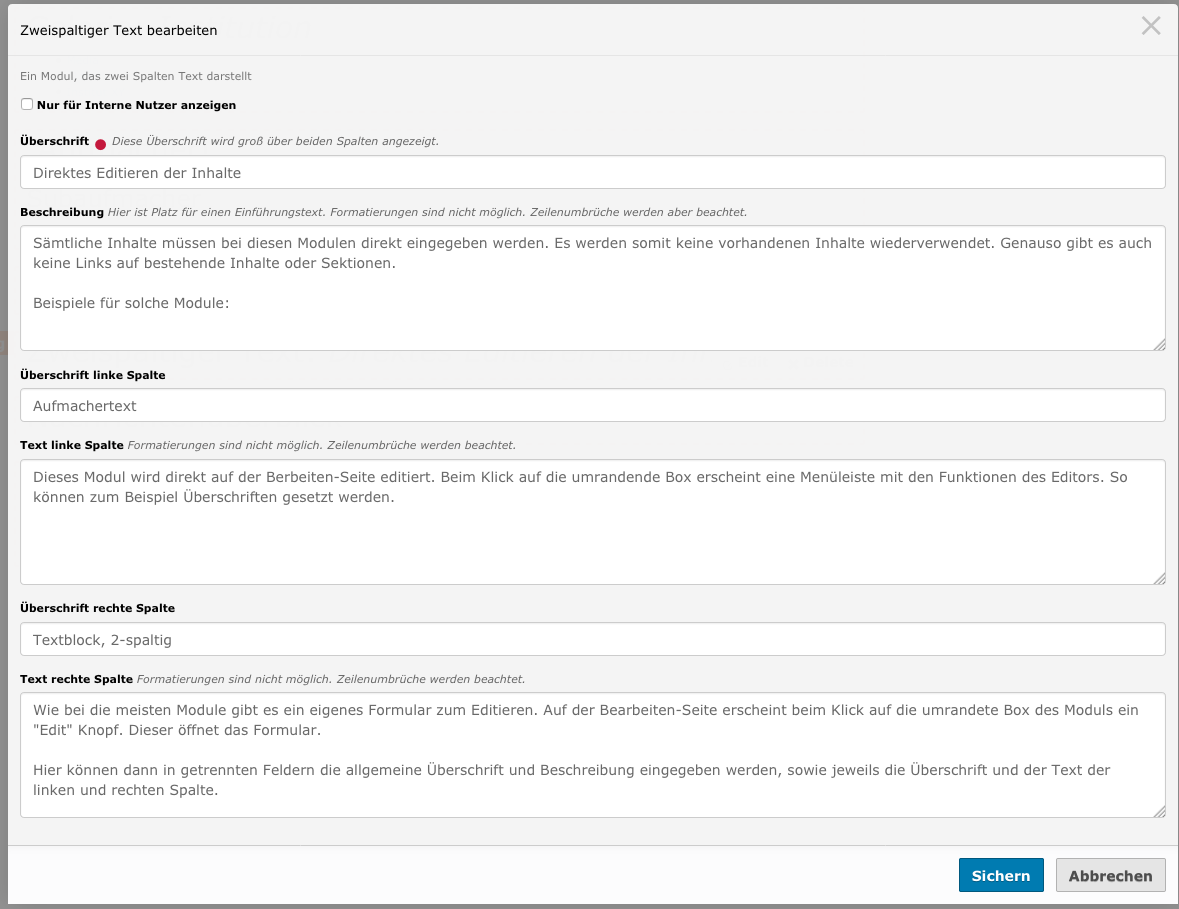 Zweispaltiger Text bearbeiten
Ein Modul, das zwei Spalten Text darstellt
Nur für Interne Nutzer anzeigen
Überschrift Diese Überschrift wird groß über beiden Spalten angezeigt.
Direktes Editieren der Inhalte
Beschreibung Hier ist Platz für einen Einführungstext. Formatierungen sind nicht möglich. Zeilenumbrüche werden aber beachtet.
Sämtliche Inhalte müssen bei diesen Modulen direkt eingegeben werden. Es werden somit keine vorhandenen Inhalte wiederverwendet. Genauso gibt es auch
keine Links auf bestehende Inhalte oder Sektionen.
Beispiele für solche Module:
Überschrift linke Spalte
Aufmachertext
Text linke Spalte Formatierungen sind nicht möglich. Zeilenumbrüche werden beachtet.
Dieses Modul wird direkt auf der Berbeiten-Seite editiert. Beim Klick auf die umrandende Box erscheint eine Menüleiste mit den Funktionen des Editors. So
können zum Beispiel Überschriften gesetzt werden.
Überschrift rechte Spalte
Textblock, 2-spaltig
Text rechte Spalte Formatierungen sind nicht möglich. Zeilenumbrüche werden beachtet.
Wie bei die meisten Module gibt es ein eigenes Formular zum Editieren. Auf der Bearbeiten-Seite erscheint beim Klick auf die umrandete Box des Moduls ein
"Edit" Knopf. Dieser öffnet das Formular.
Hier können dann in getrennten Feldern die allgemeine Überschrift und Beschreibung eingegeben werden, sowie jeweils die Überschrift und der Text der
linken und rechten Spalte.
Sichern
Abbrechen